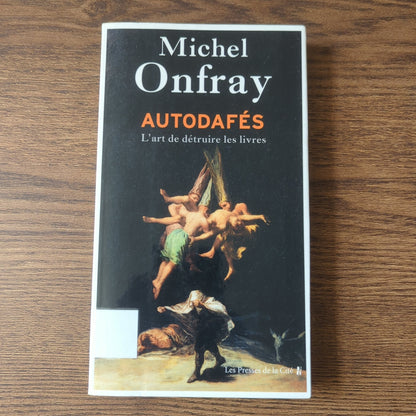 Michel
Onfray
AUTODAFÉS
L'art de détruire les livres
Les Presses de la Cité